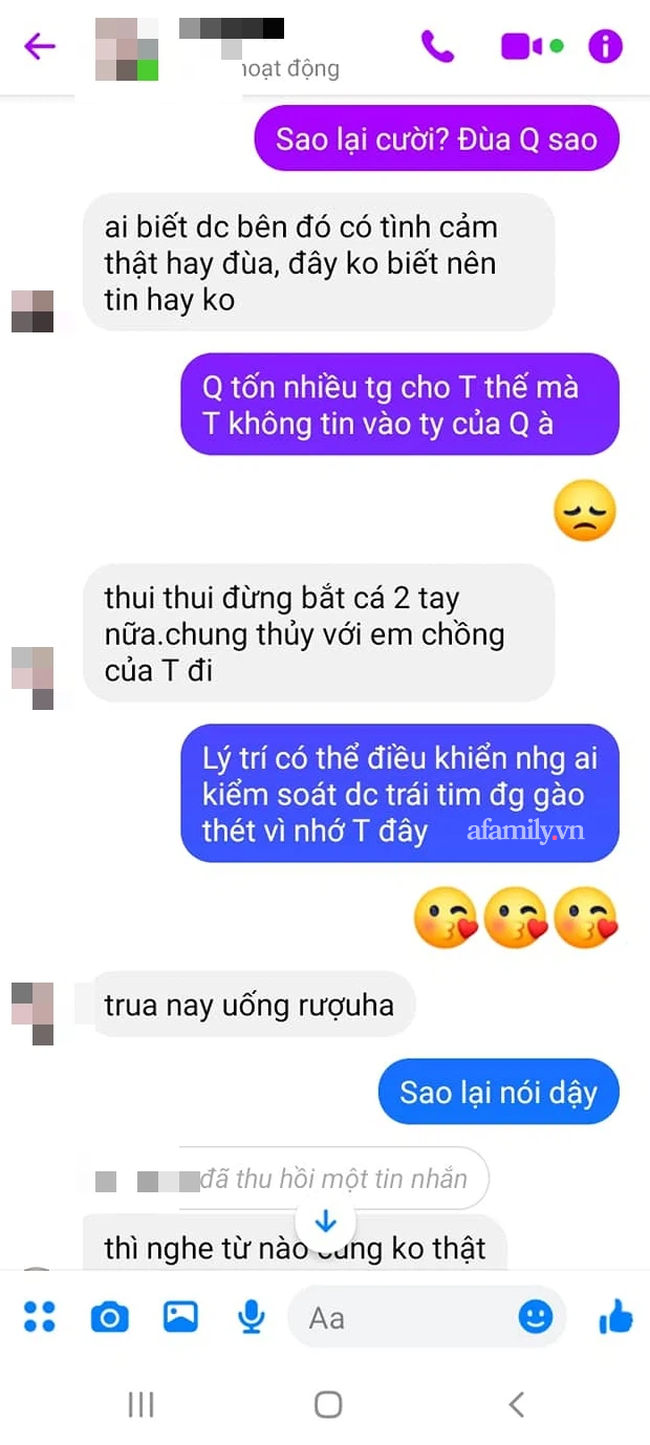 hoạt động
Sao lại cười? Đùa Q sao
ai biết dc bên đó có tình cảm
thật hay đùa, đây ko biết nên
tin hay ko
Q tốn nhiều tg cho T thế mà
T không tin vào ty của Q à
thui thui đừng bắt cá 2 tay
nữa.chung thủy với em chồng
của T đi
Lý trí có thể điều khiển nhg ai
kiểm soát dc trái tim đg gào
thét vì nhớ T đây
afamily.vn
trua nay uống rượuha
Sao lại nói dậy
đã thu hồi một tin nhắn
thì nghe từ nào cũng ko thật
Aa